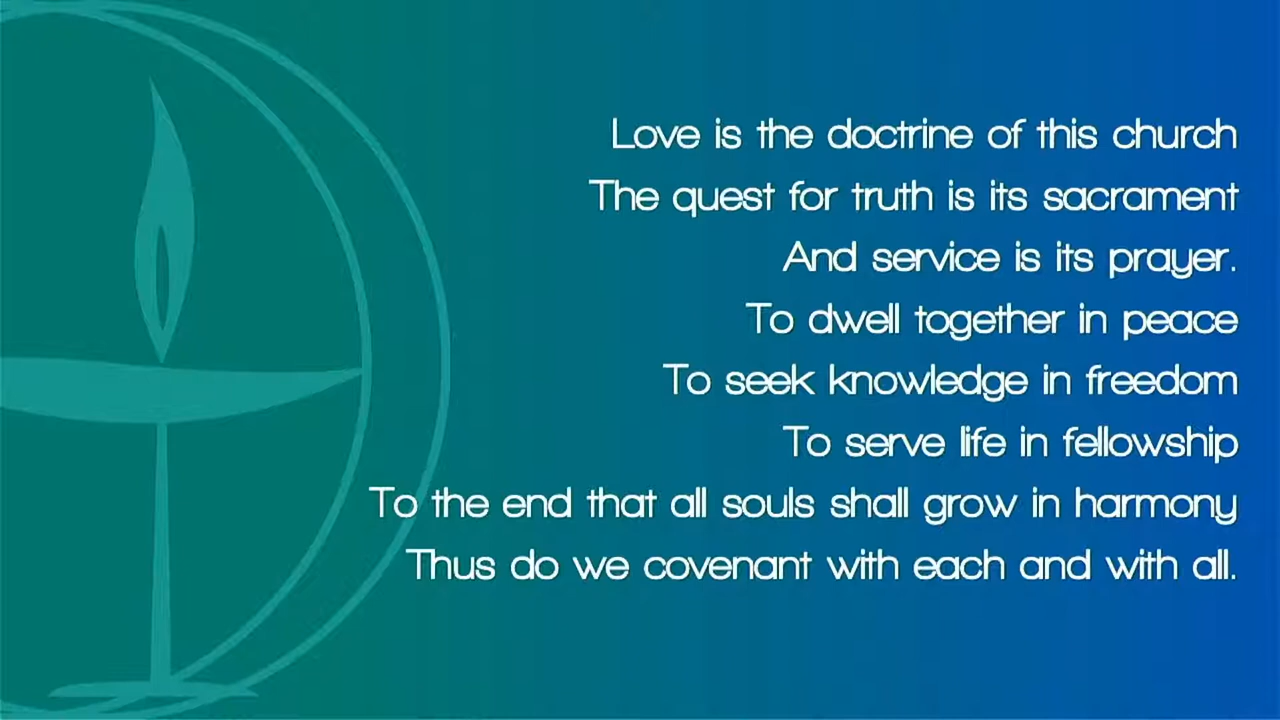 Love is the doctrine of this church
The quest for truth is its sacrament
And service is its prayer.
To dwell together in peace
To seek knowledge in freedom
To serve life in fellowship
To the end that all souls shall grow in harmony
Thus do we covenant with each and with all.